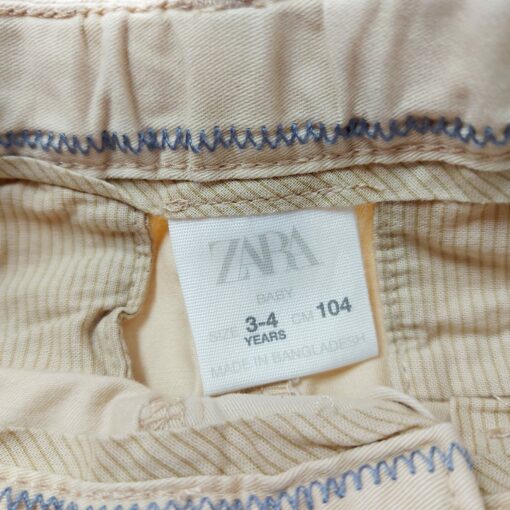 ZARA
BABY
SIZE 3-4 YEARS CM 104
MADE IN BANGLADESH